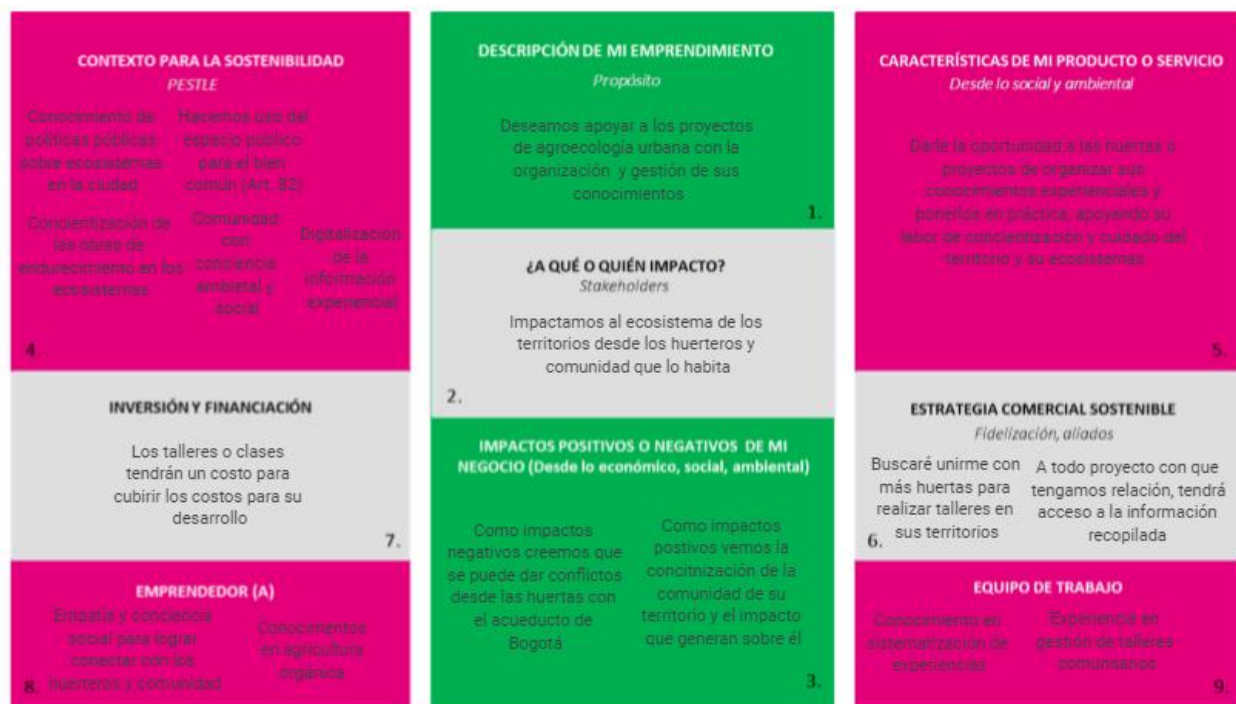 CONTEXTO PARA LA SOSTENIBILIDAD
PESTLE
Conocimiento de
políticas públicas
sobre ecosistemas
en la ciudad
Hacemos uso del
espacio público
para el bien
común (Art. 82)
Concientización de
las obras de
endurecimiento en los
ecosistemas
Comunidad
con
conciencia
ambietal y
social
Digitalización
de la
información
experiencial
4.
DESCRIPCIÓN DE MI EMPRENDIMIENTO
Propósito
Deseamos apoyar a los proyectos
de agroecología urbana con la
organización y gestión de sus
conocimientos
1.
¿A QUÉ O QUIÉN IMPACTO?
Stakeholders
Impactamos al ecosistema de los
territorios desde los huerteros y
comunidad que lo habita
2.
IMPACTOS POSITIVOS O NEGATIVOS DE MI
NEGOCIO (Desde lo económico, social, ambiental)
Como impactos
negativos creemos que
se puede dar conflictos
desde las huertas con
el acueducto de
Bogotá
Como impactos
postivos vemos la
concitnización de la
comunidad de su
territorio y el impacto
que generan sobre él
3.
CARACTERÍSTICAS DE MI PRODUCTO O SERVICIO
Desde lo social y ambiental
Darle la oportunidad a las huertas o
proyectos de organizar sus
conocimientos experienciales y
ponerlos en práctica, apoyando su
labor de concientización y cuidado del
territorio y su ecosistemas
5.
ESTRATEGIA COMERCIAL SOSTENIBLE
Fidelización, aliados
Buscaré unirme con
más huertas para
realizar talleres en
sus territorios
A todo proyecto con que
tengamos relación, tendrá
acceso a la información
recopilada
6.
INVERSIÓN Y FINANCIACIÓN
Los talleres o clases
tendrán un costo para
cubirir los costos para su
desarrollo
7.
EMPRENDEDOR (A)
Empatía y conciencia
social para lograr
conectar con los
huerteros y comunidad
Conocimentos
en agricultura
orgánica
8.
EQUIPO DE TRABAJO
Conocimiento en
sistematización de
experiencias
Experiencia en
gestión de talleres
comunitarios
9.